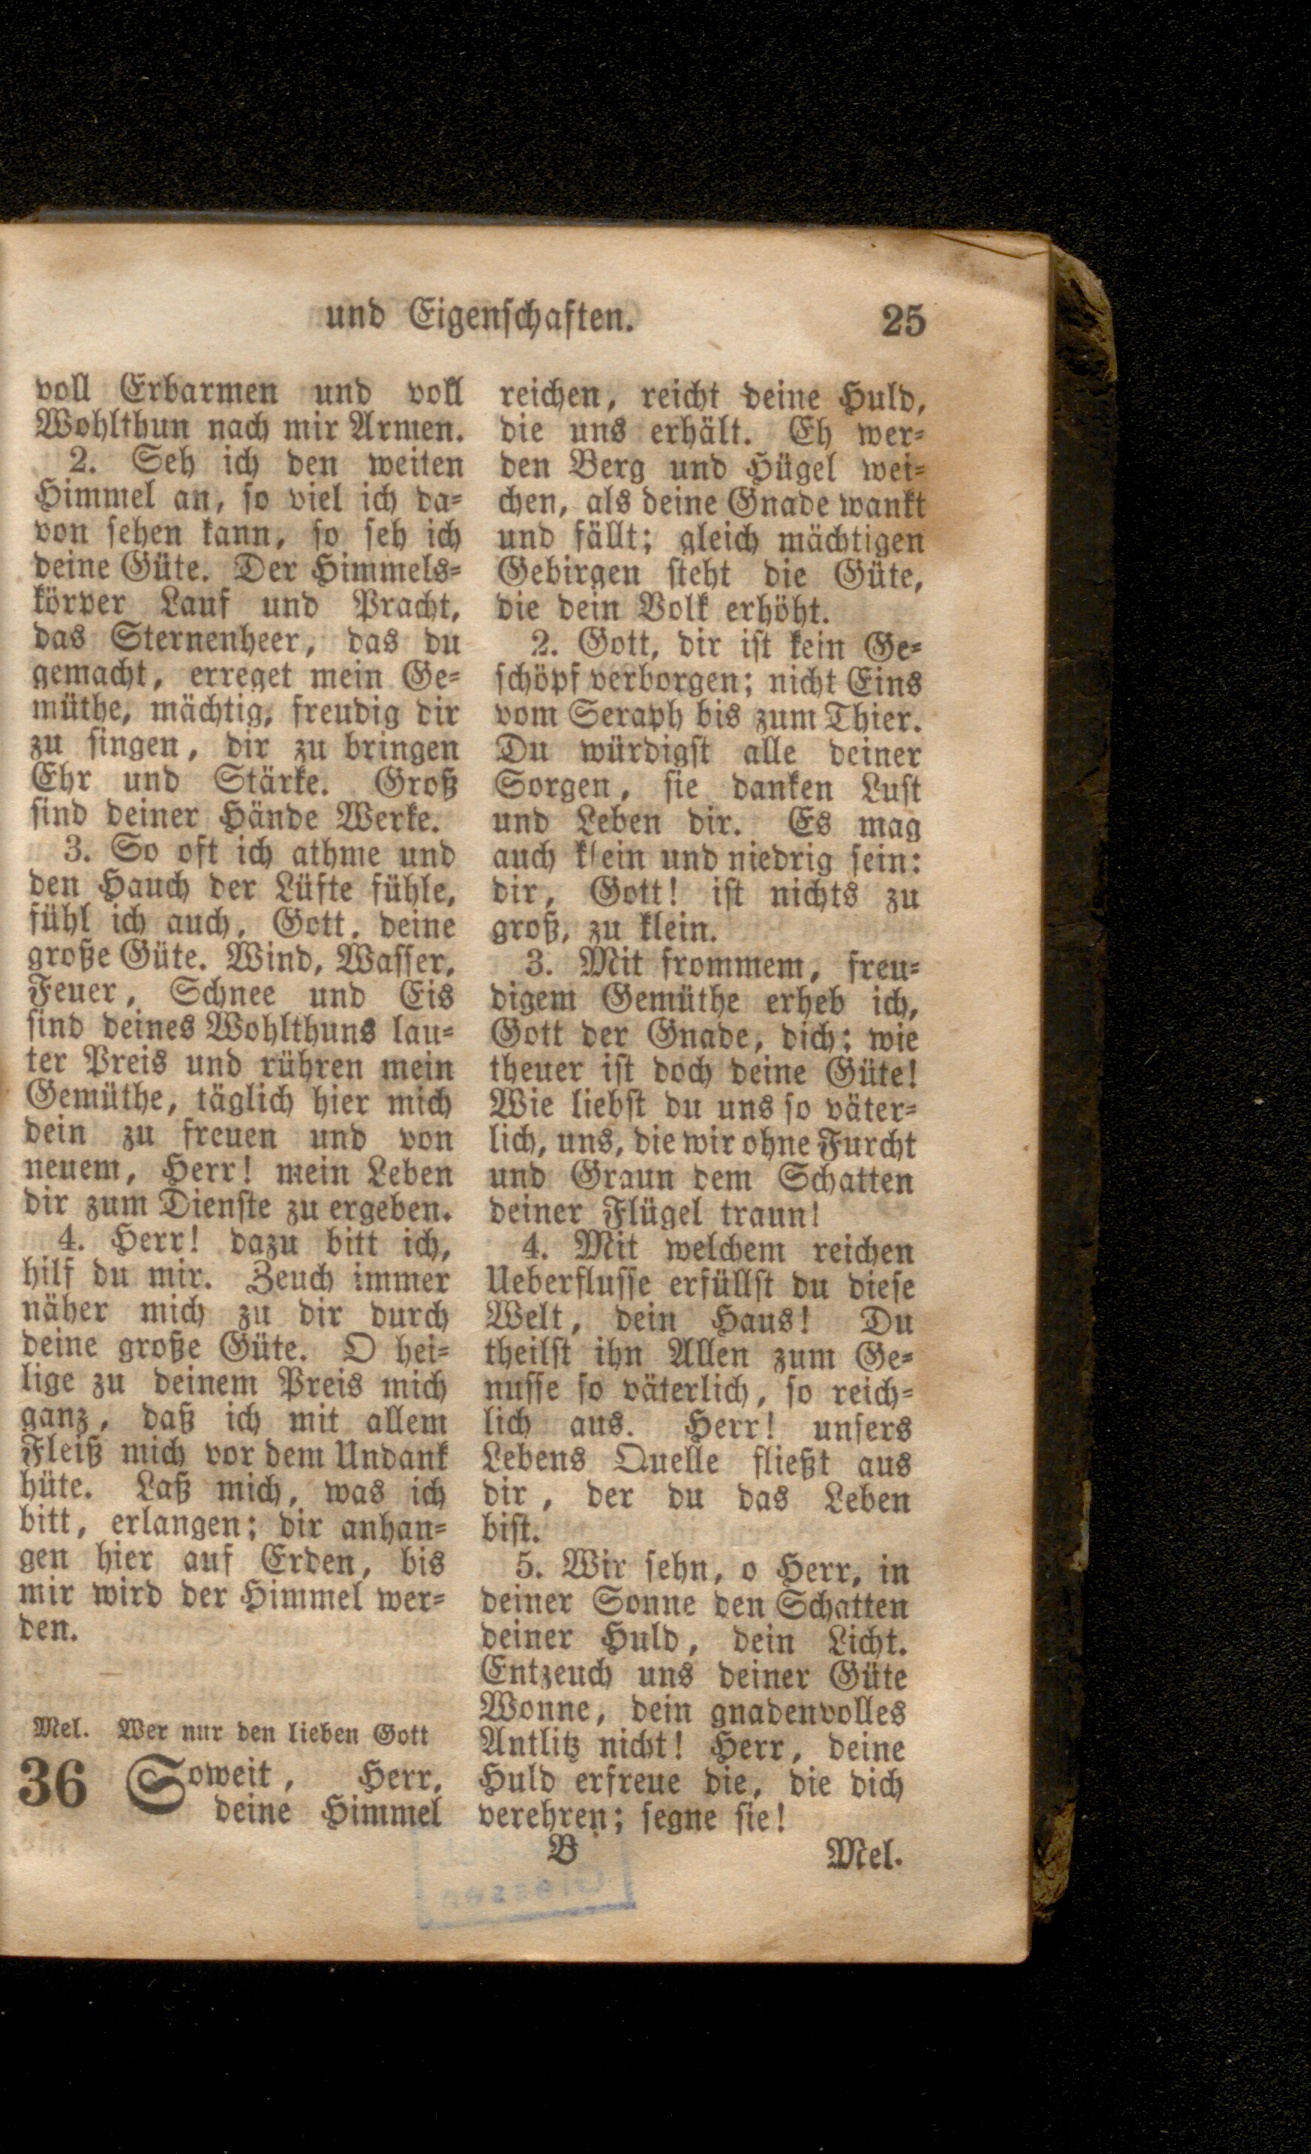 und Eigenschaften.
25
voll Erbarmen und voll
Wohlthun nach mir Armen.
2. Seh ich den weiten
Himmel an, so viel ich da-
von sehen kann, so seh ich
deine Güte. Der Himmels-
körper Lauf und Pracht,
das Sternenheer, das du
gemacht, erreget mein Ge-
müthe, mächtig, freudig dir
zu singen, dir zu bringen
Ehr und Stärke. Groß
sind deiner Hände Werke.
3. So oft ich athme und
den Hauch der Lüfte fühle,
fühl ich auch, Gott, deine
große Güte. Wind, Wasser,
Feuer, Schnee und Eis
sind deines Wohlthuns lau-
ter Preis und rühren mein
Gemüthe, täglich hier mich
dein zu freuen und von
neuem, Herr! mein Leben
dir zum Dienste zu ergeben.
4. Herr! dazu bitt ich,
hilf du mir. Zeuch immer
näher mich zu dir durch
deine große Güte. O hei-
lige zu deinem Preis mich
ganz, daß ich mit allem
Fleiß mich vor dem Undank
hüte. Laß mich, was ich
bitt, erlangen; dir anhan-
gen hier auf Erden, bis
mir wird der Himmel wer-
den.
Mel. Wer nur den lieben Gott
36 Soweit, Herr,
deine Himmel
reichen, reicht deine Huld,
die uns erhält. Eh wer-
den Berg und Hügel wei-
chen, als deine Gnade wankt
und fällt; gleich mächtigen
Gebirgen steht die Güte,
die dein Volk erhöht.
2. Gott, dir ist kein Ge-
schöpf verborgen; nicht Eins
vom Seraph bis zum Thier.
Du würdigst alle deiner
Sorgen, sie danken Lust
und Leben dir. Es mag
auch klein und niedrig sein:
dir, Gott! ist nichts zu
groß, zu klein.
3. Mit frommem, freu-
digem Gemüthe erheb ich,
Gott der Gnade, dich; wie
theuer ist doch deine Güte!
Wie liebst du uns so väter-
lich, uns, die wir ohne Furcht
und Graun dem Schatten
deiner Flügel traun!
4. Mit welchem reichen
Ueberflusse erfüllst du diese
Welt, dein Haus! Du
theilst ihn Allen zum Ge-
nusse so väterlich, so reich-
lich aus. Herr! unsers
Lebens Quelle fließt aus
dir, der du das Leben
bist.
5. Wir sehn, o Herr, in
deiner Sonne den Schatten
deiner Huld, dein Licht.
Entzeuch uns deiner Güte
Wonne, dein gnadenvolles
Antlitz nicht! Herr, deine
Huld erfreue die, die dich
verehren; segne sie!
B
Mel.